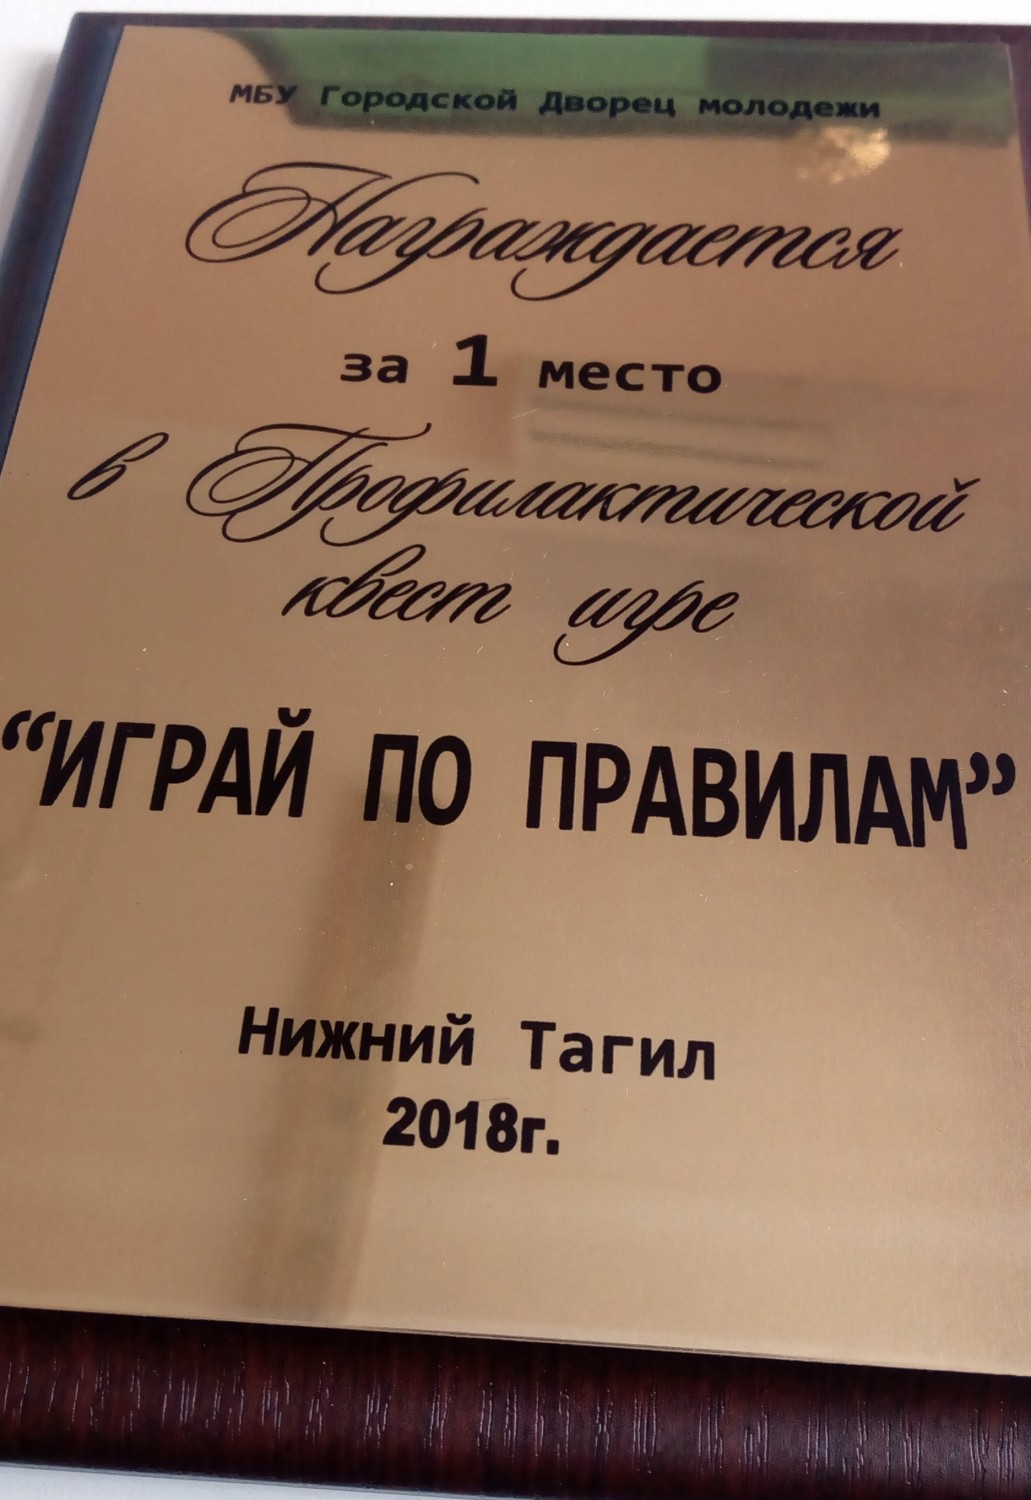 МБУ Городской Дворец молодежи
Награждается
за 1 место
в Профилактической
квест игре
“ИГРАЙ ПО ПРАВИЛАМ”
Нижний Тагил
2018г.